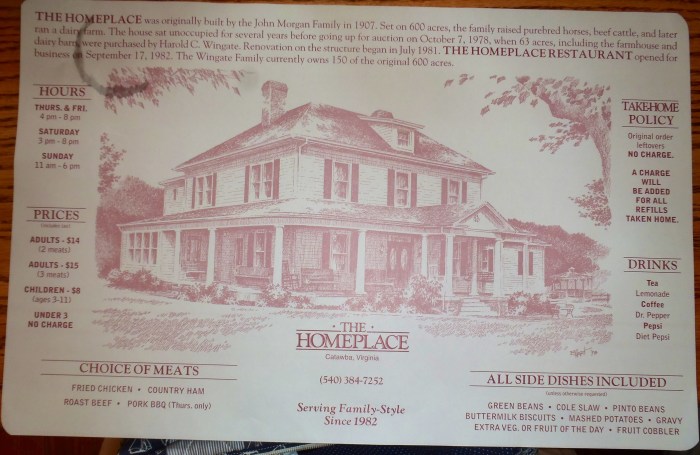 THE HOMEPLACE was originally built by the John Morgan Family in 1907. Set on 600 acres, the family raised purebred horses, beef cattle, and later
ran a dairy farm. The house sat unoccupied for several years before going up for auction on October 7, 1978, when 63 acres, including the farmhouse and
dairy barn were purchased by Harold C. Wingate. Renovation on the structure began in July 1981. THE HOMEPLACE RESTAURANT opened for
business on September 17, 1982. The Wingate Family currently owns 150 of the original 600 acres.
HOURS
THURS. & FRI.
4 pm - 8 pm
SATURDAY
3 pm - 8 pm
SUNDAY
11 am - 6 pm
PRICES
(includes tax)
ADULTS - $14
(2 meats)
ADULTS - $15
(3 meats)
CHILDREN - $8
(ages 3-11)
UNDER 3
NO CHARGE
TAKE-HOME
POLICY
Original order
leftovers
NO CHARGE.
A CHARGE
WILL
BE ADDED
FOR ALL
REFILLS
TAKEN HOME.
DRINKS
Tea
Lemonade
Coffee
Dr. Pepper
Pepsi
Diet Pepsi
· THE ·
HOMEPLACE
Catawba, Virginia
(540) 384-7252
Serving Family-Style
Since 1982
CHOICE OF MEATS
FRIED CHICKEN • COUNTRY HAM
ROAST BEEF • PORK BBQ (Thurs. only)
ALL SIDE DISHES INCLUDED
(unless otherwise requested)
GREEN BEANS • COLE SLAW • PINTO BEANS
BUTTERMILK BISCUITS • MASHED POTATOES • GRAVY
EXTRA VEG. OR FRUIT OF THE DAY • FRUIT COBBLER